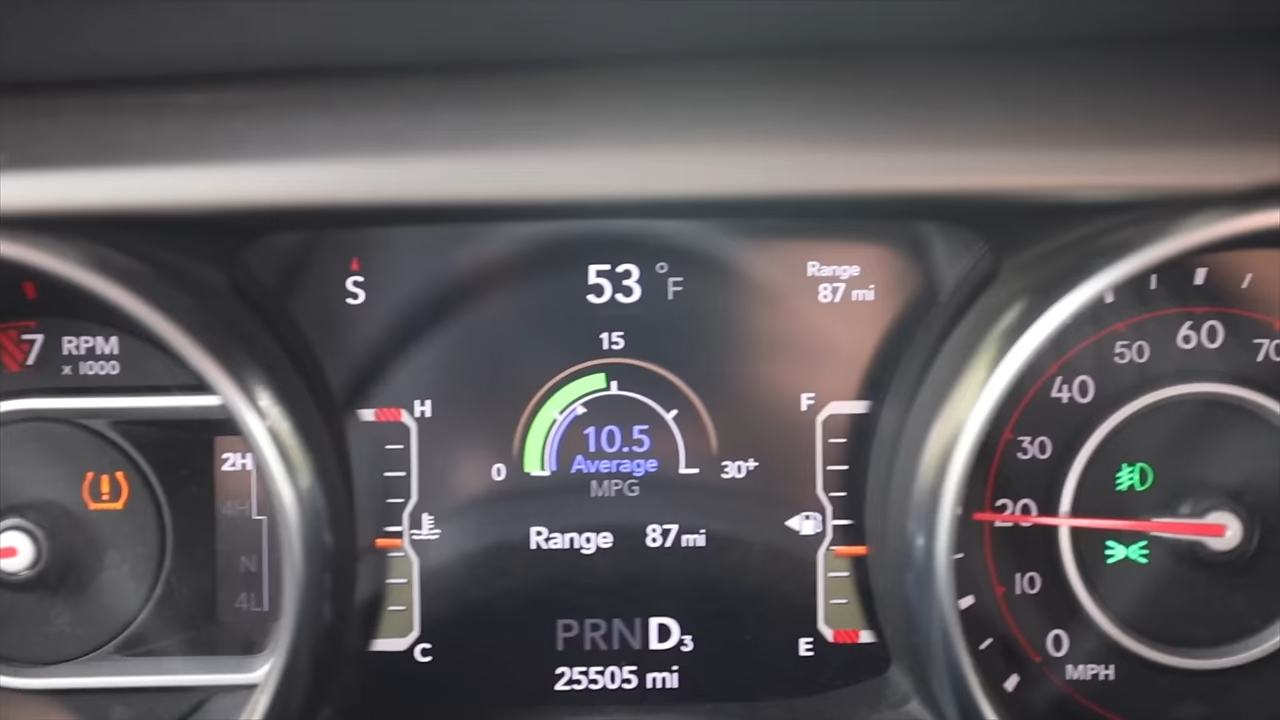 S
53 °F
Range
87 mi
15
7
RPM
x 1000
H
0
10.5
Average
MPG
30+
F
2H
4H
N
4L
Range 87 mi
C
E
PRND3
25505 mi
0
10
20
30
40
50
60
70
MPH